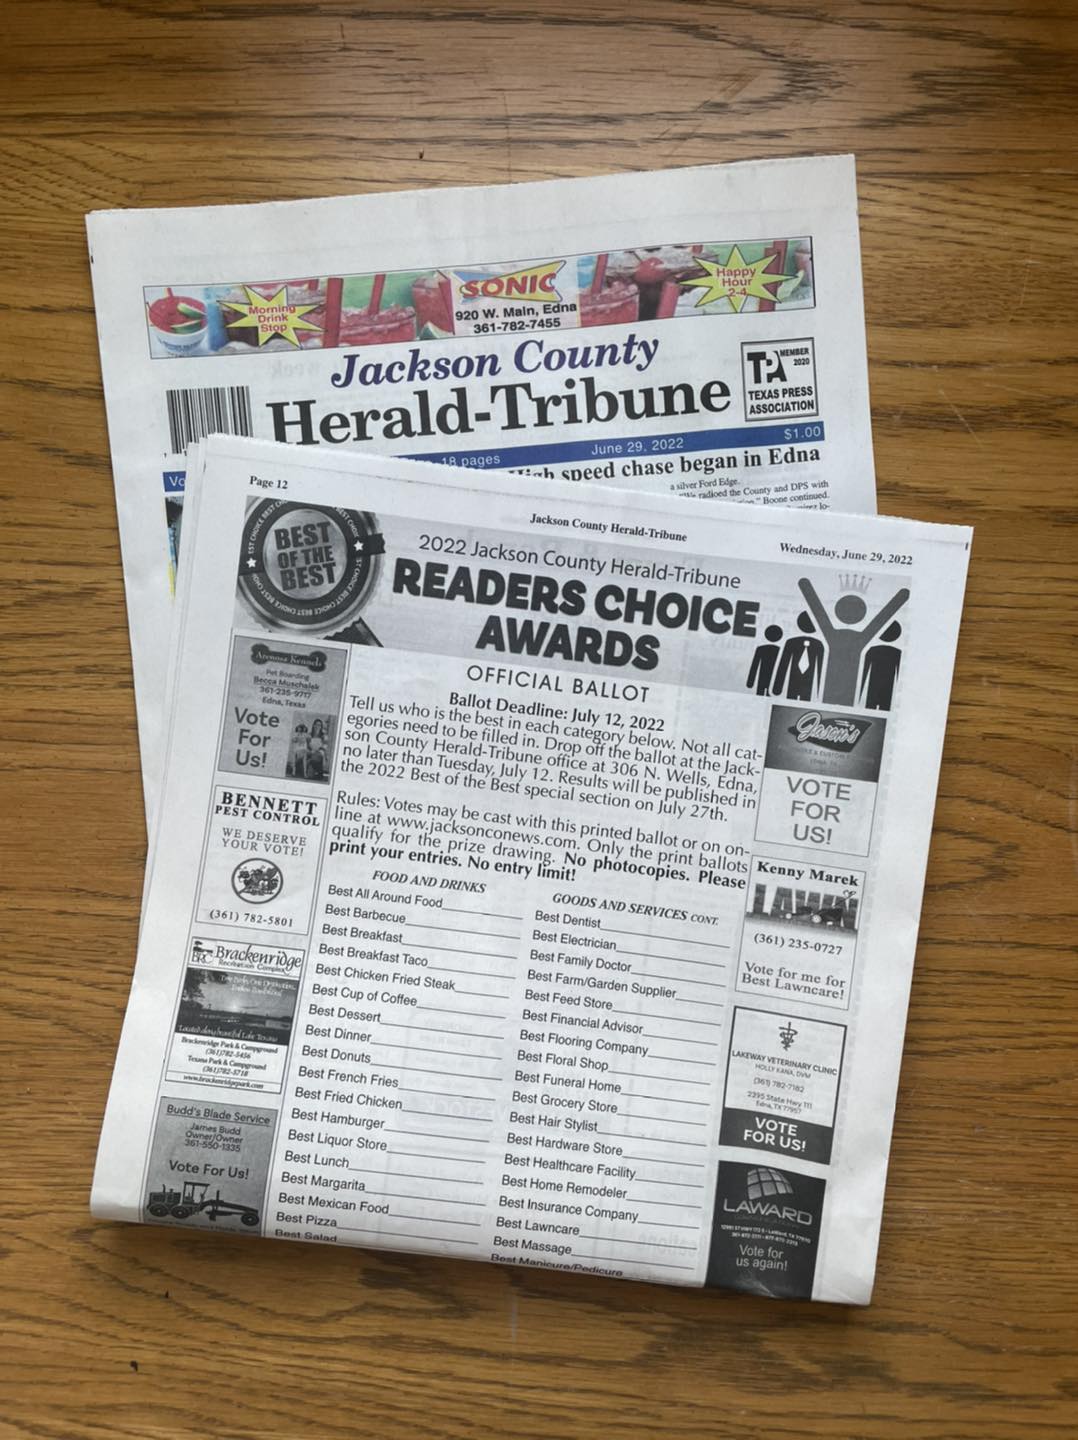 Morning
Drink
Stop
SONIC
920 W. Main, Edna
361-782-7455
Happy
Hour
2-4
Jackson County
Herald-Tribune
TPA MEMBER
2020
TEXAS PRESS
ASSOCIATION
18 pages
June 29, 2022
$1.00
Vo
High speed chase began in Edna
a silver Ford Edge.
"We radioed the County and DPS with
Boone continued.
Page 12
Jackson County Herald-Tribune
Wednesday, June 29, 2022
BEST
OF THE
BEST
2022 Jackson County Herald-Tribune
READERS CHOICE
AWARDS
OFFICIAL BALLOT
Ballot Deadline: July 12, 2022
Tell us who is the best in each category below. Not all cat-
egories need to be filled in. Drop off the ballot at the Jack-
son County Herald-Tribune office at 306 N. Wells, Edna,
no later than Tuesday, July 12. Results will be published in
the 2022 Best of the Best special section on July 27th.
Rules: Votes may be cast with this printed ballot or on on-
line at www.jacksonconews.com. Only the print ballots
qualify for the prize drawing. No photocopies. Please
print your entries. No entry limit!
Arenosa Kennels
Pet Boarding
Becca Muschalek
361-235-9717
Edna, Texas
Vote
For
Us!
BENNETT
PEST CONTROL
WE DESERVE
YOUR VOTE!
(361) 782-5801
Brackenridge
Recreation Complex
Brackenridge Park & Campground
(361)782-5456
Texana Park & Campground
(361)782-5718
www.brackenridgepark.com
Budd's Blade Service
James Budd
Owner/Owner
361-550-1335
Vote For Us!
FOOD AND DRINKS
Best All Around Food
Best Barbecue
Best Breakfast
Best Breakfast Taco
Best Chicken Fried Steak
Best Cup of Coffee
Best Dessert
Best Dinner
Best Donuts
Best French Fries
Best Fried Chicken
Best Hamburger
Best Liquor Store
Best Lunch
Best Margarita
Best Mexican Food
Best Pizza
Best Salad
GOODS AND SERVICES CONT.
Best Dentist
Best Electrician
Best Family Doctor
Best Farm/Garden Supplier
Best Feed Store
Best Financial Advisor
Best Flooring Company
Best Floral Shop
Best Funeral Home
Best Grocery Store
Best Hair Stylist
Best Hardware Store
Best Healthcare Facility
Best Home Remodeler
Best Insurance Company
Best Lawncare
Best Massage
Best Manicure/Pedicure
Jason's
VOTE
FOR
US!
Kenny Marek
LAWN
(361) 235-0727
Vote for me for
Best Lawncare!
LAKEWAY VETERINARY CLINIC
HOLLY KANA, DVM
(361) 782-7182
2395 State Hwy 111
Edna, TX 77957
VOTE
FOR US!
LAWARD
Vote for
us again!